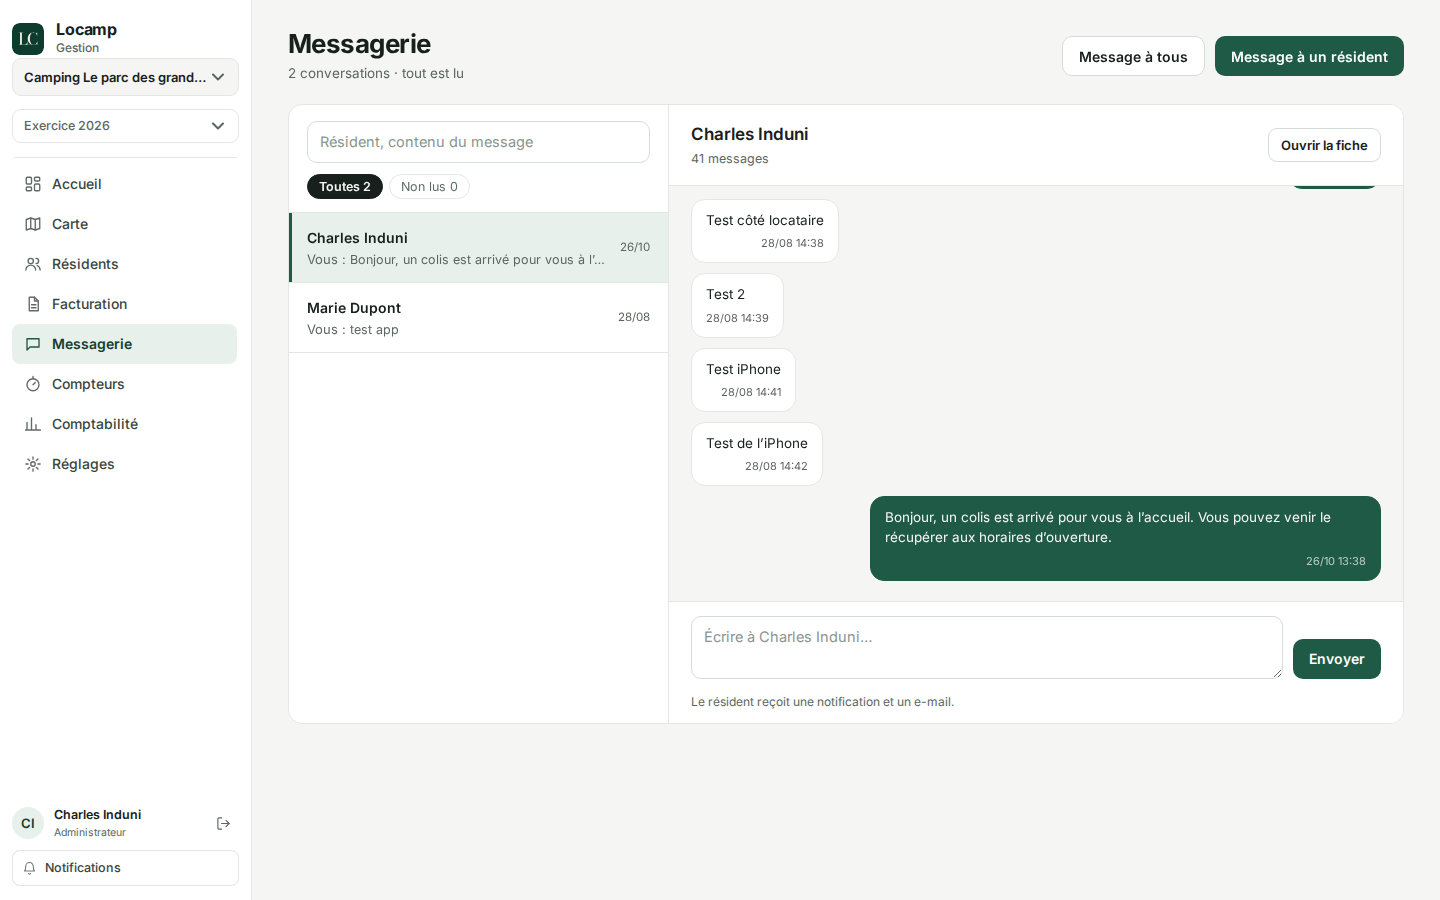 LC
Locamp
Gestion
Camping Le parc des grand...
Exercice 2026
Accueil
Carte
Résidents
Facturation
Messagerie
Compteurs
Comptabilité
Réglages
Charles Induni
CI
Administrateur
Notifications
Messagerie
2 conversations · tout est lu
Message à tous
Message à un résident
Résident, contenu du message
Toutes 2
Non lus 0
Charles Induni
26/10
Vous : Bonjour, un colis est arrivé pour vous à l’...
Marie Dupont
28/08
Vous : test app
Charles Induni
41 messages
Ouvrir la fiche
Test côté locataire
28/08 14:38
Test 2
28/08 14:39
Test iPhone
28/08 14:41
Test de l’iPhone
28/08 14:42
Bonjour, un colis est arrivé pour vous à l’accueil. Vous pouvez venir le
récupérer aux horaires d’ouverture.
26/10 13:38
Écrire à Charles Induni...
Envoyer
Le résident reçoit une notification et un e-mail.